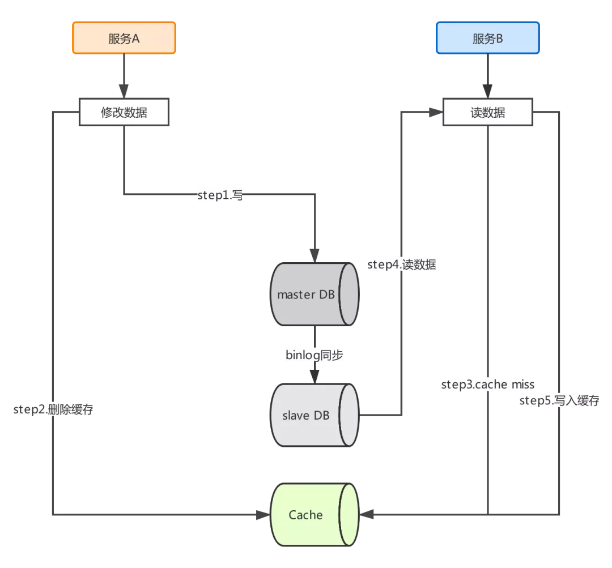 服务A
服务B
修改数据
读数据
step1.写
step4.读数据
master DB
binlog同步
step3.cache miss
step5.写入缓存
step2.删除缓存
slave DB
Cache